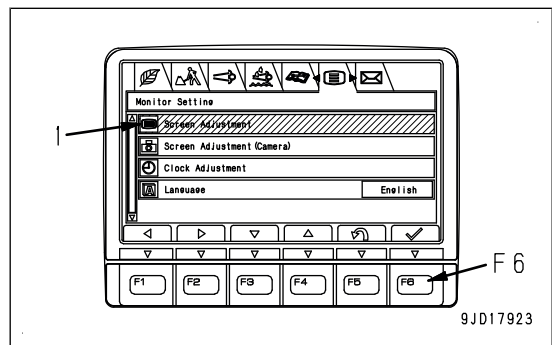 Monitor Setting
1
Screen Adjustment
Screen Adjustment (Camera)
Clock Adjustment
A Language English
F1 F2 F3 F4 F5 F6
F6
9JD17923